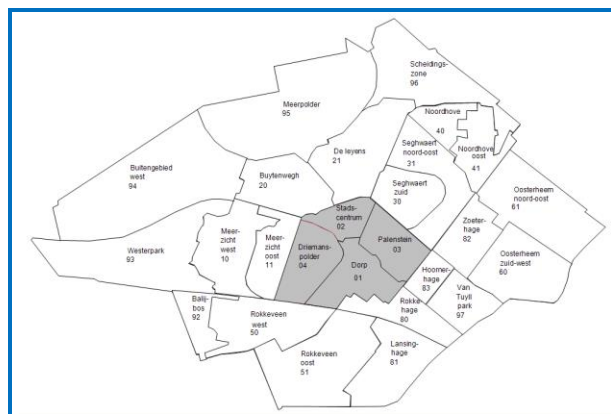 Scheidings-
zone
96
Meerpolder
95
Noordhove
40
De leyens
21
Seghwaert
noord-oost
31
Noordhove
oost
41
Buitengebied
west
94
Buytenwegh
20
Seghwaert
zuid
30
Oosterheem
noord-oost
61
Stads-
centrum
02
Zoeter-
hage
82
Meer-
zicht
west
10
Meer-
zicht
oost
11
Palenstein
03
Westerpark
93
Driemans-
polder
04
Oosterheem
zuid-west
60
Dorp
01
Hoorner-
hage
83
Van
Tuyll
park
97
Balij-
bos
92
Rokkeveen
west
50
Rokke
hage
80
Rokkeveen
oost
51
Lansing-
hage
81